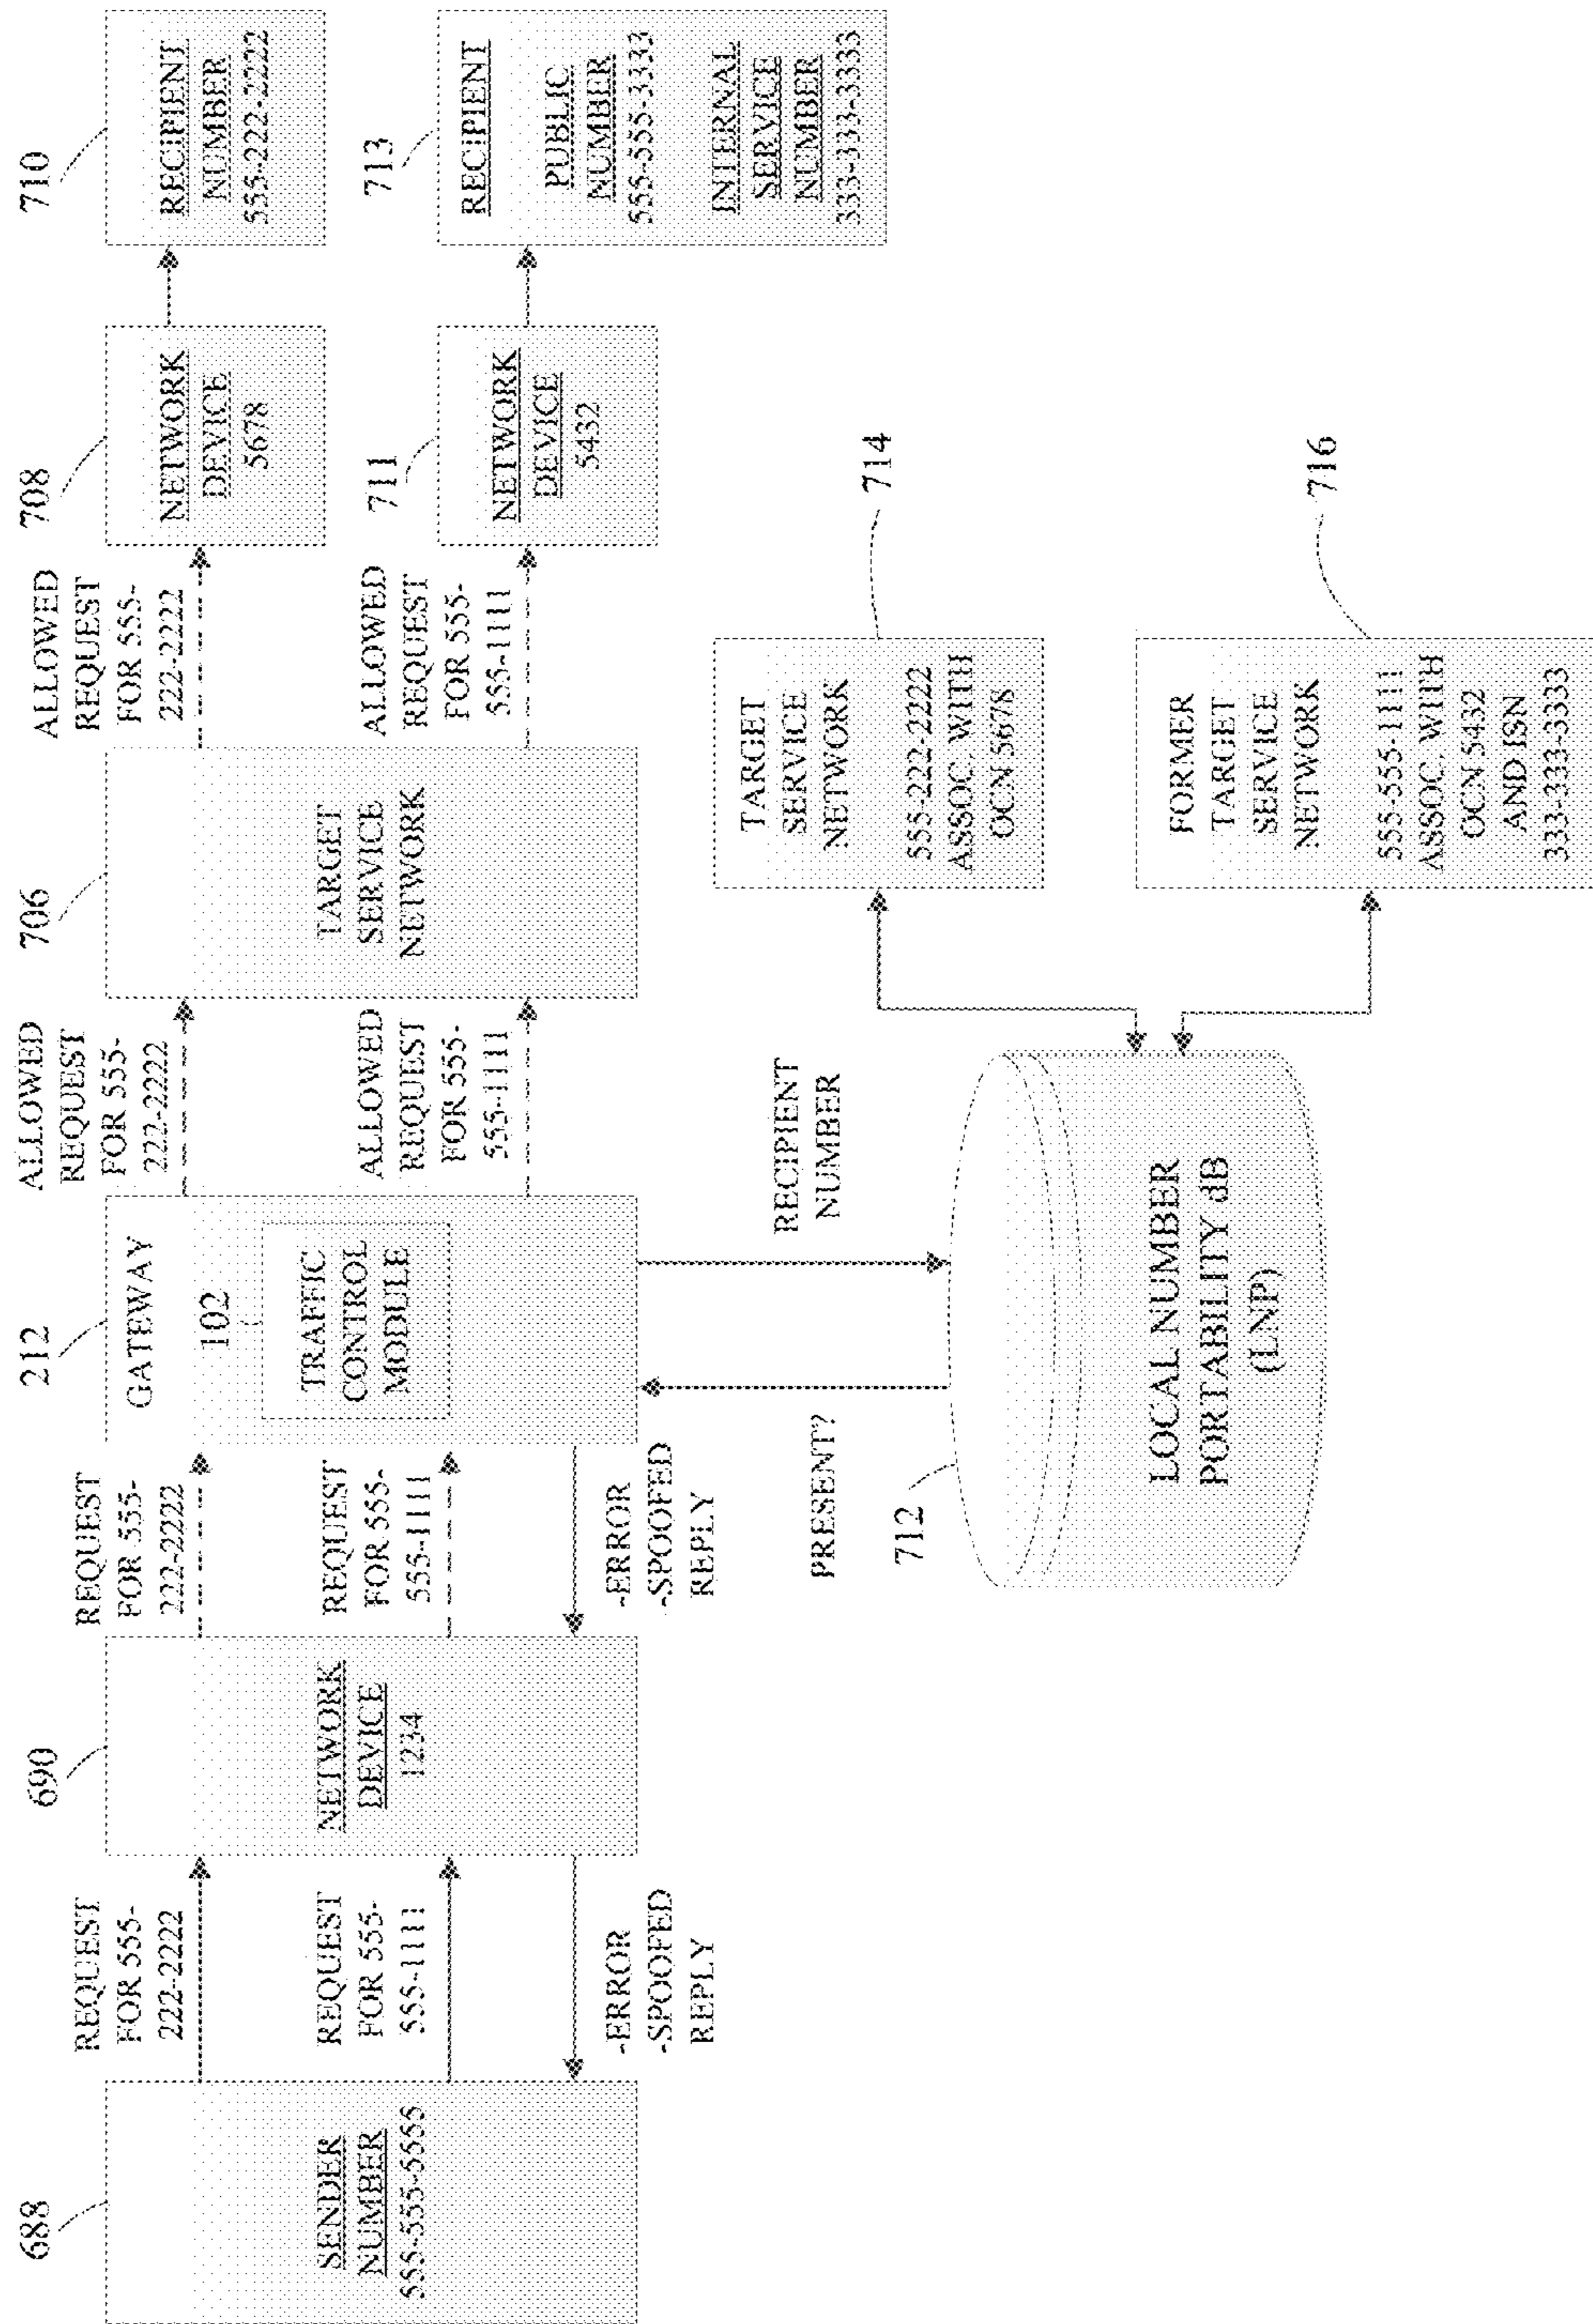 688
SENDER
NUMBER
555-555-5555
REQUEST
FOR 555-
222-2222
REQUEST
FOR 555-
555-1111
-ERROR
-SPOOFED
REPLY
690
NETWORK
DEVICE
1234
REQUEST
FOR 555-
222-2222
REQUEST
FOR 555-
555-1111
-ERROR
-SPOOFED
REPLY
212
GATEWAY
102
TRAFFIC
CONTROL
MODULE
ALLOWED
REQUEST
FOR 555-
222-2222
ALLOWED
REQUEST
FOR 555-
555-1111
706
TARGET
SERVICE
NETWORK
ALLOWED
REQUEST
FOR 555-
222-2222
ALLOWED
REQUEST
FOR 555-
555-1111
708
NETWORK
DEVICE
5678
710
RECIPIENT
NUMBER
555-222-2222
711
NETWORK
DEVICE
5432
713
RECIPIENT
PUBLIC
NUMBER
555-555-3333
INTERNAL
SERVICE
NUMBER
333-333-3333
PRESENT?
RECIPIENT
NUMBER
712
LOCAL NUMBER
PORTABILITY dB
(LNP)
TARGET
SERVICE
NETWORK
555-222-2222
ASSOC. WITH
OCN 5678
714
FORMER
TARGET
SERVICE
NETWORK
555-555-1111
ASSOC. WITH
OCN 5432
AND ISN
333-333-3333
716